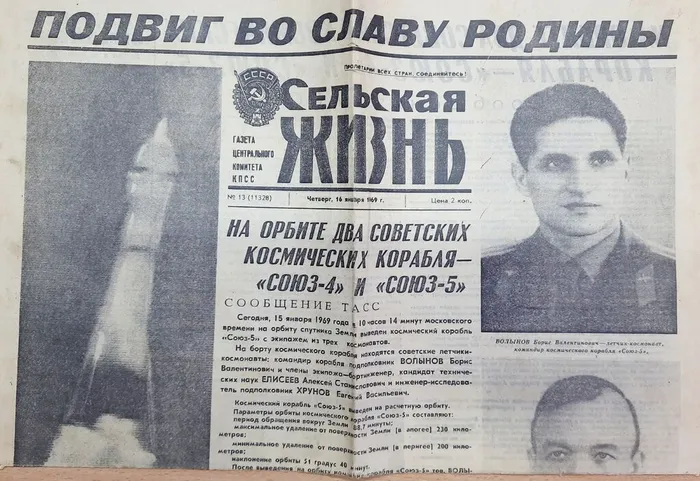 ПОДВИГ ВО СЛАВУ РОДИНЫ
ПРОЛЕТАРИИ ВСЕХ СТРАН, СОЕДИНЯЙТЕСЬ!
СССР
Сельская
ЖИЗНЬ
ГАЗЕТА
ЦЕНТРАЛЬНОГО
КОМИТЕТА
КПСС
№ 13 (11328) Четверг, 16 января 1969 г. Цена 2 коп.
НА ОРБИТЕ ДВА СОВЕТСКИХ
КОСМИЧЕСКИХ КОРАБЛЯ—
«СОЮЗ-4» И «СОЮЗ-5»
СООБЩЕНИЕ ТАСС
Сегодня, 15 января 1969 года в 10 часов 14 минут московского
времени на орбиту спутника Земли выведен космический корабль
«Союз-5» с экипажем из трех космонавтов.
На борту космического корабля находятся советские летчики-
космонавты: командир корабля подполковник ВОЛЫНОВ Борис
Валентинович и члены экипажа—бортинженер, кандидат техниче-
ских наук ЕЛИСЕЕВ Алексей Станиславович и инженер-исследова-
тель подполковник ХРУНОВ Евгений Васильевич.
Космический корабль «Союз-5» выведен на расчетную орбиту.
Параметры орбиты космического корабля «Союз-5» составляют:
период обращения вокруг Земли 88,7 минуты;
максимальное удаление от поверхности Земли (в апогее) 230 кило-
метров;
минимальное удаление от поверхности Земли (в перигее) 200 кило-
метров;
наклонение орбиты 51 градус 40 минут.
После выведения на орбиту корабля «Союз-5» тов. ВОЛЫ-
ВОЛЫНОВ Борис Валентинович—летчик-космонавт,
командир космического корабля «Союз-5».